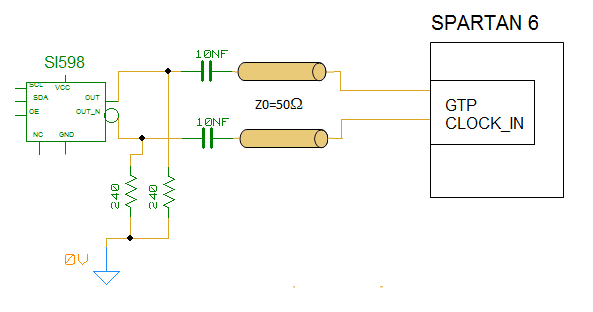 SPARTAN 6
10NF
SI598
SCL
VCC
SDA
OUT
OE
OUT_N
NC
GND
Z0=50Ω
10NF
GTP
CLOCK_IN
240
240
0V